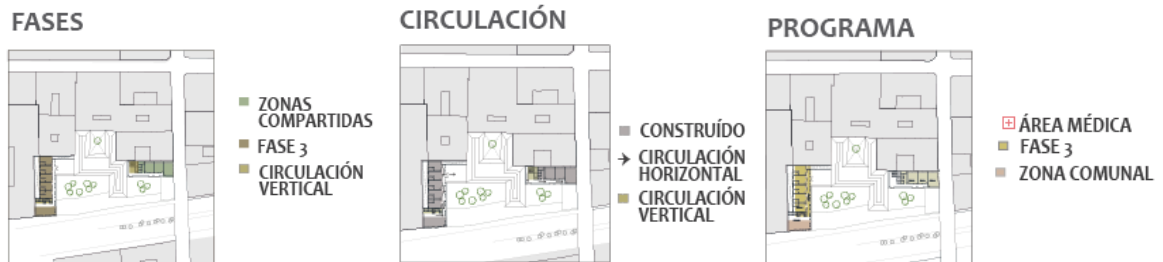 FASES
ZONAS
COMPARTIDAS
FASE 3
CIRCULACIÓN
VERTICAL
CIRCULACIÓN
CONSTRUÍDO
CIRCULACIÓN
HORIZONTAL
CIRCULACIÓN
VERTICAL
PROGRAMA
ÁREA MÉDICA
FASE 3
ZONA COMUNAL